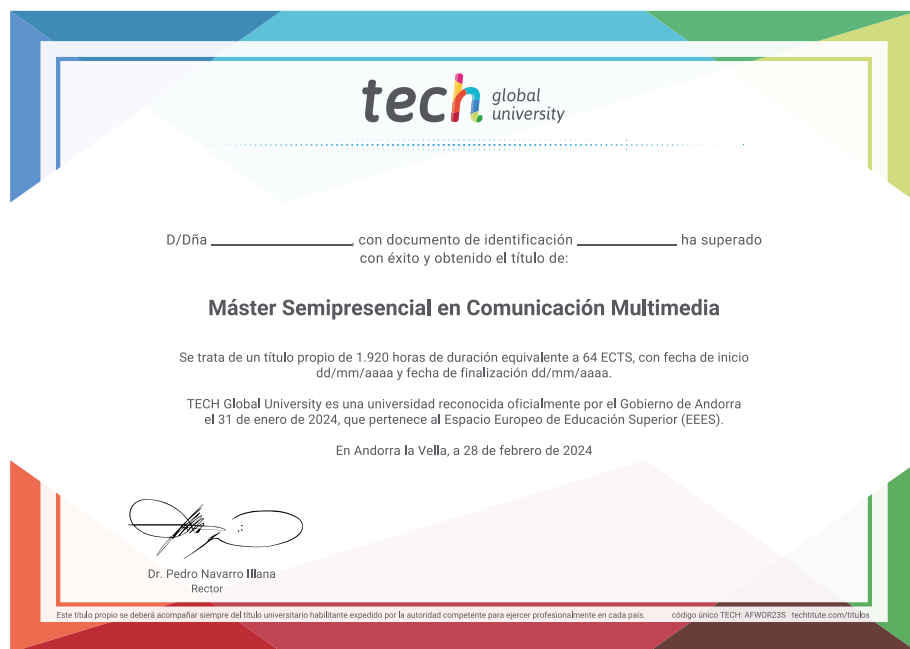 tech global university
D/Dña ______________________, con documento de identificación ________________ ha superado
con éxito y obtenido el título de:
Máster Semipresencial en Comunicación Multimedia
Se trata de un título propio de 1.920 horas de duración equivalente a 64 ECTS, con fecha de inicio
dd/mm/aaaa y fecha de finalización dd/mm/aaaa.
TECH Global University es una universidad reconocida oficialmente por el Gobierno de Andorra
el 31 de enero de 2024, que pertenece al Espacio Europeo de Educación Superior (EEES).
En Andorra la Vella, a 28 de febrero de 2024
Dr. Pedro Navarro Illana
Rector
Este título propio se deberá acompañar siempre del título universitario habilitante expedido por la autoridad competente para ejercer profesionalmente en cada país. código único TECH: AFWOR23S techtitute.com/titulos